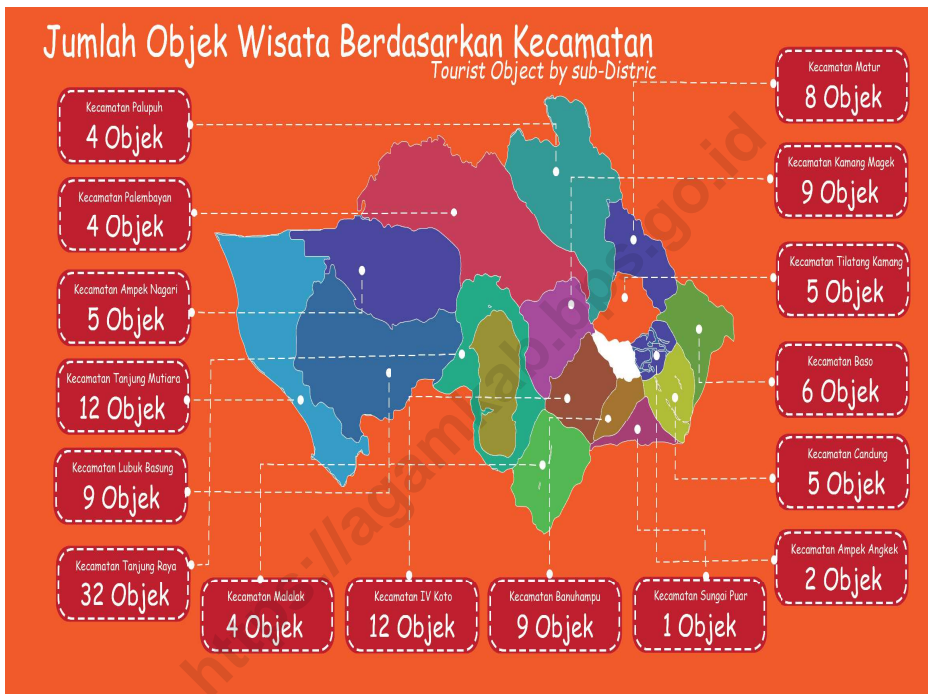 Jumlah Objek Wisata Berdasarkan Kecamatan
Tourist Object by sub-Distric
Kecamatan Palupuh
4 Objek
Kecamatan Palembayan
4 Objek
Kecamatan Ampek Nagari
5 Objek
Kecamatan Tanjung Mutiara
12 Objek
Kecamatan Lubuk Basung
9 Objek
Kecamatan Tanjung Raya
32 Objek
Kecamatan Malalak
4 Objek
Kecamatan IV Koto
12 Objek
Kecamatan Banuhampu
9 Objek
Kecamatan Sungai Puar
1 Objek
Kecamatan Matur
8 Objek
Kecamatan Kamang Magek
9 Objek
Kecamatan Tilatang Kamang
5 Objek
Kecamatan Baso
6 Objek
Kecamatan Candung
5 Objek
Kecamatan Ampek Angkek
2 Objek
https://agamkab.bps.go.id